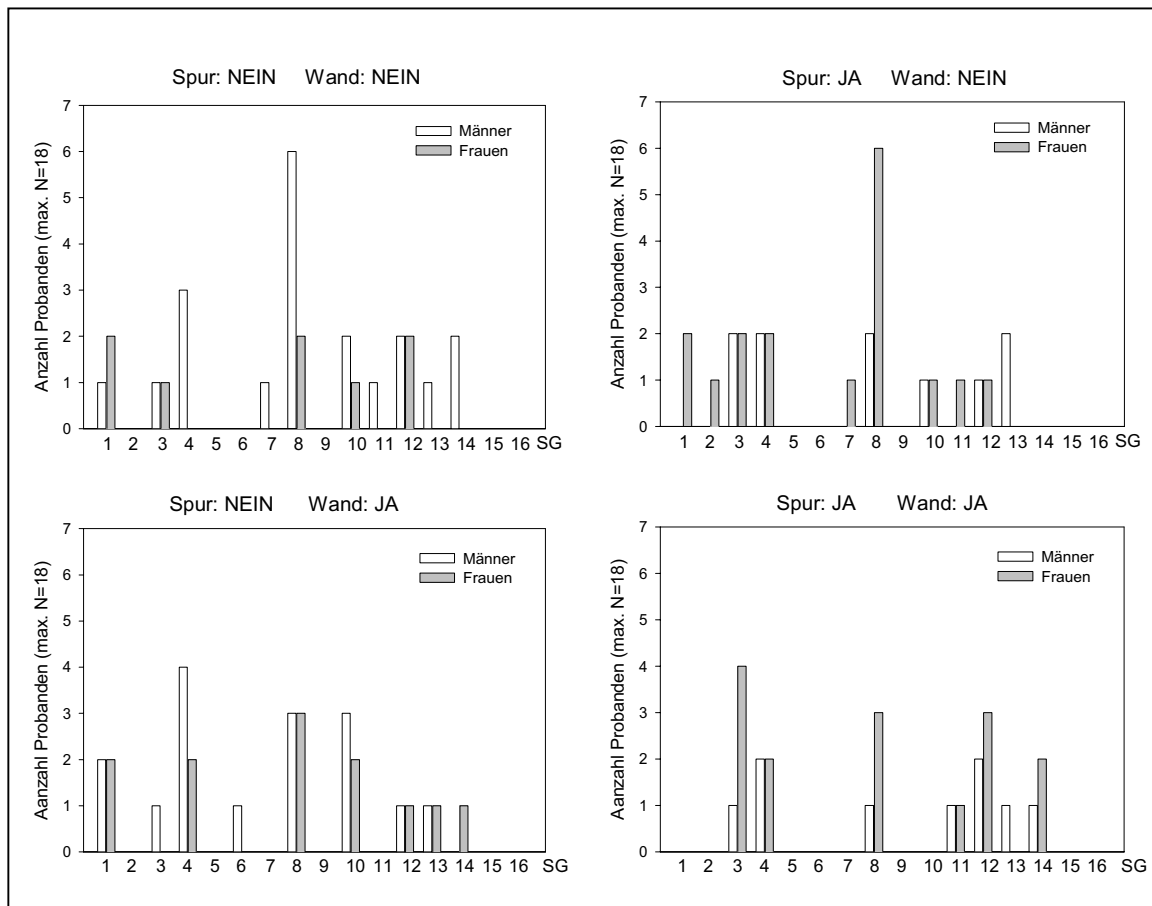 Spur: NEIN Wand: NEIN
Anzahl Probanden (max. N=18)
7
6
5
4
3
2
1
0
Männer
Frauen
1 2 3 4 5 6 7 8 9 10 11 12 13 14 15 16 SG
Spur: JA Wand: NEIN
Anzahl Probanden (max. N=18)
7
6
5
4
3
2
1
0
Männer
Frauen
1 2 3 4 5 6 7 8 9 10 11 12 13 14 15 16 SG
Spur: NEIN Wand: JA
Aanzahl Probanden (max. N=18)
7
6
5
4
3
2
1
0
Männer
Frauen
1 2 3 4 5 6 7 8 9 10 11 12 13 14 15 16 SG
Spur: JA Wand: JA
Aanzahl Probanden (max. N=18)
7
6
5
4
3
2
1
0
Männer
Frauen
1 2 3 4 5 6 7 8 9 10 11 12 13 14 15 16 SG